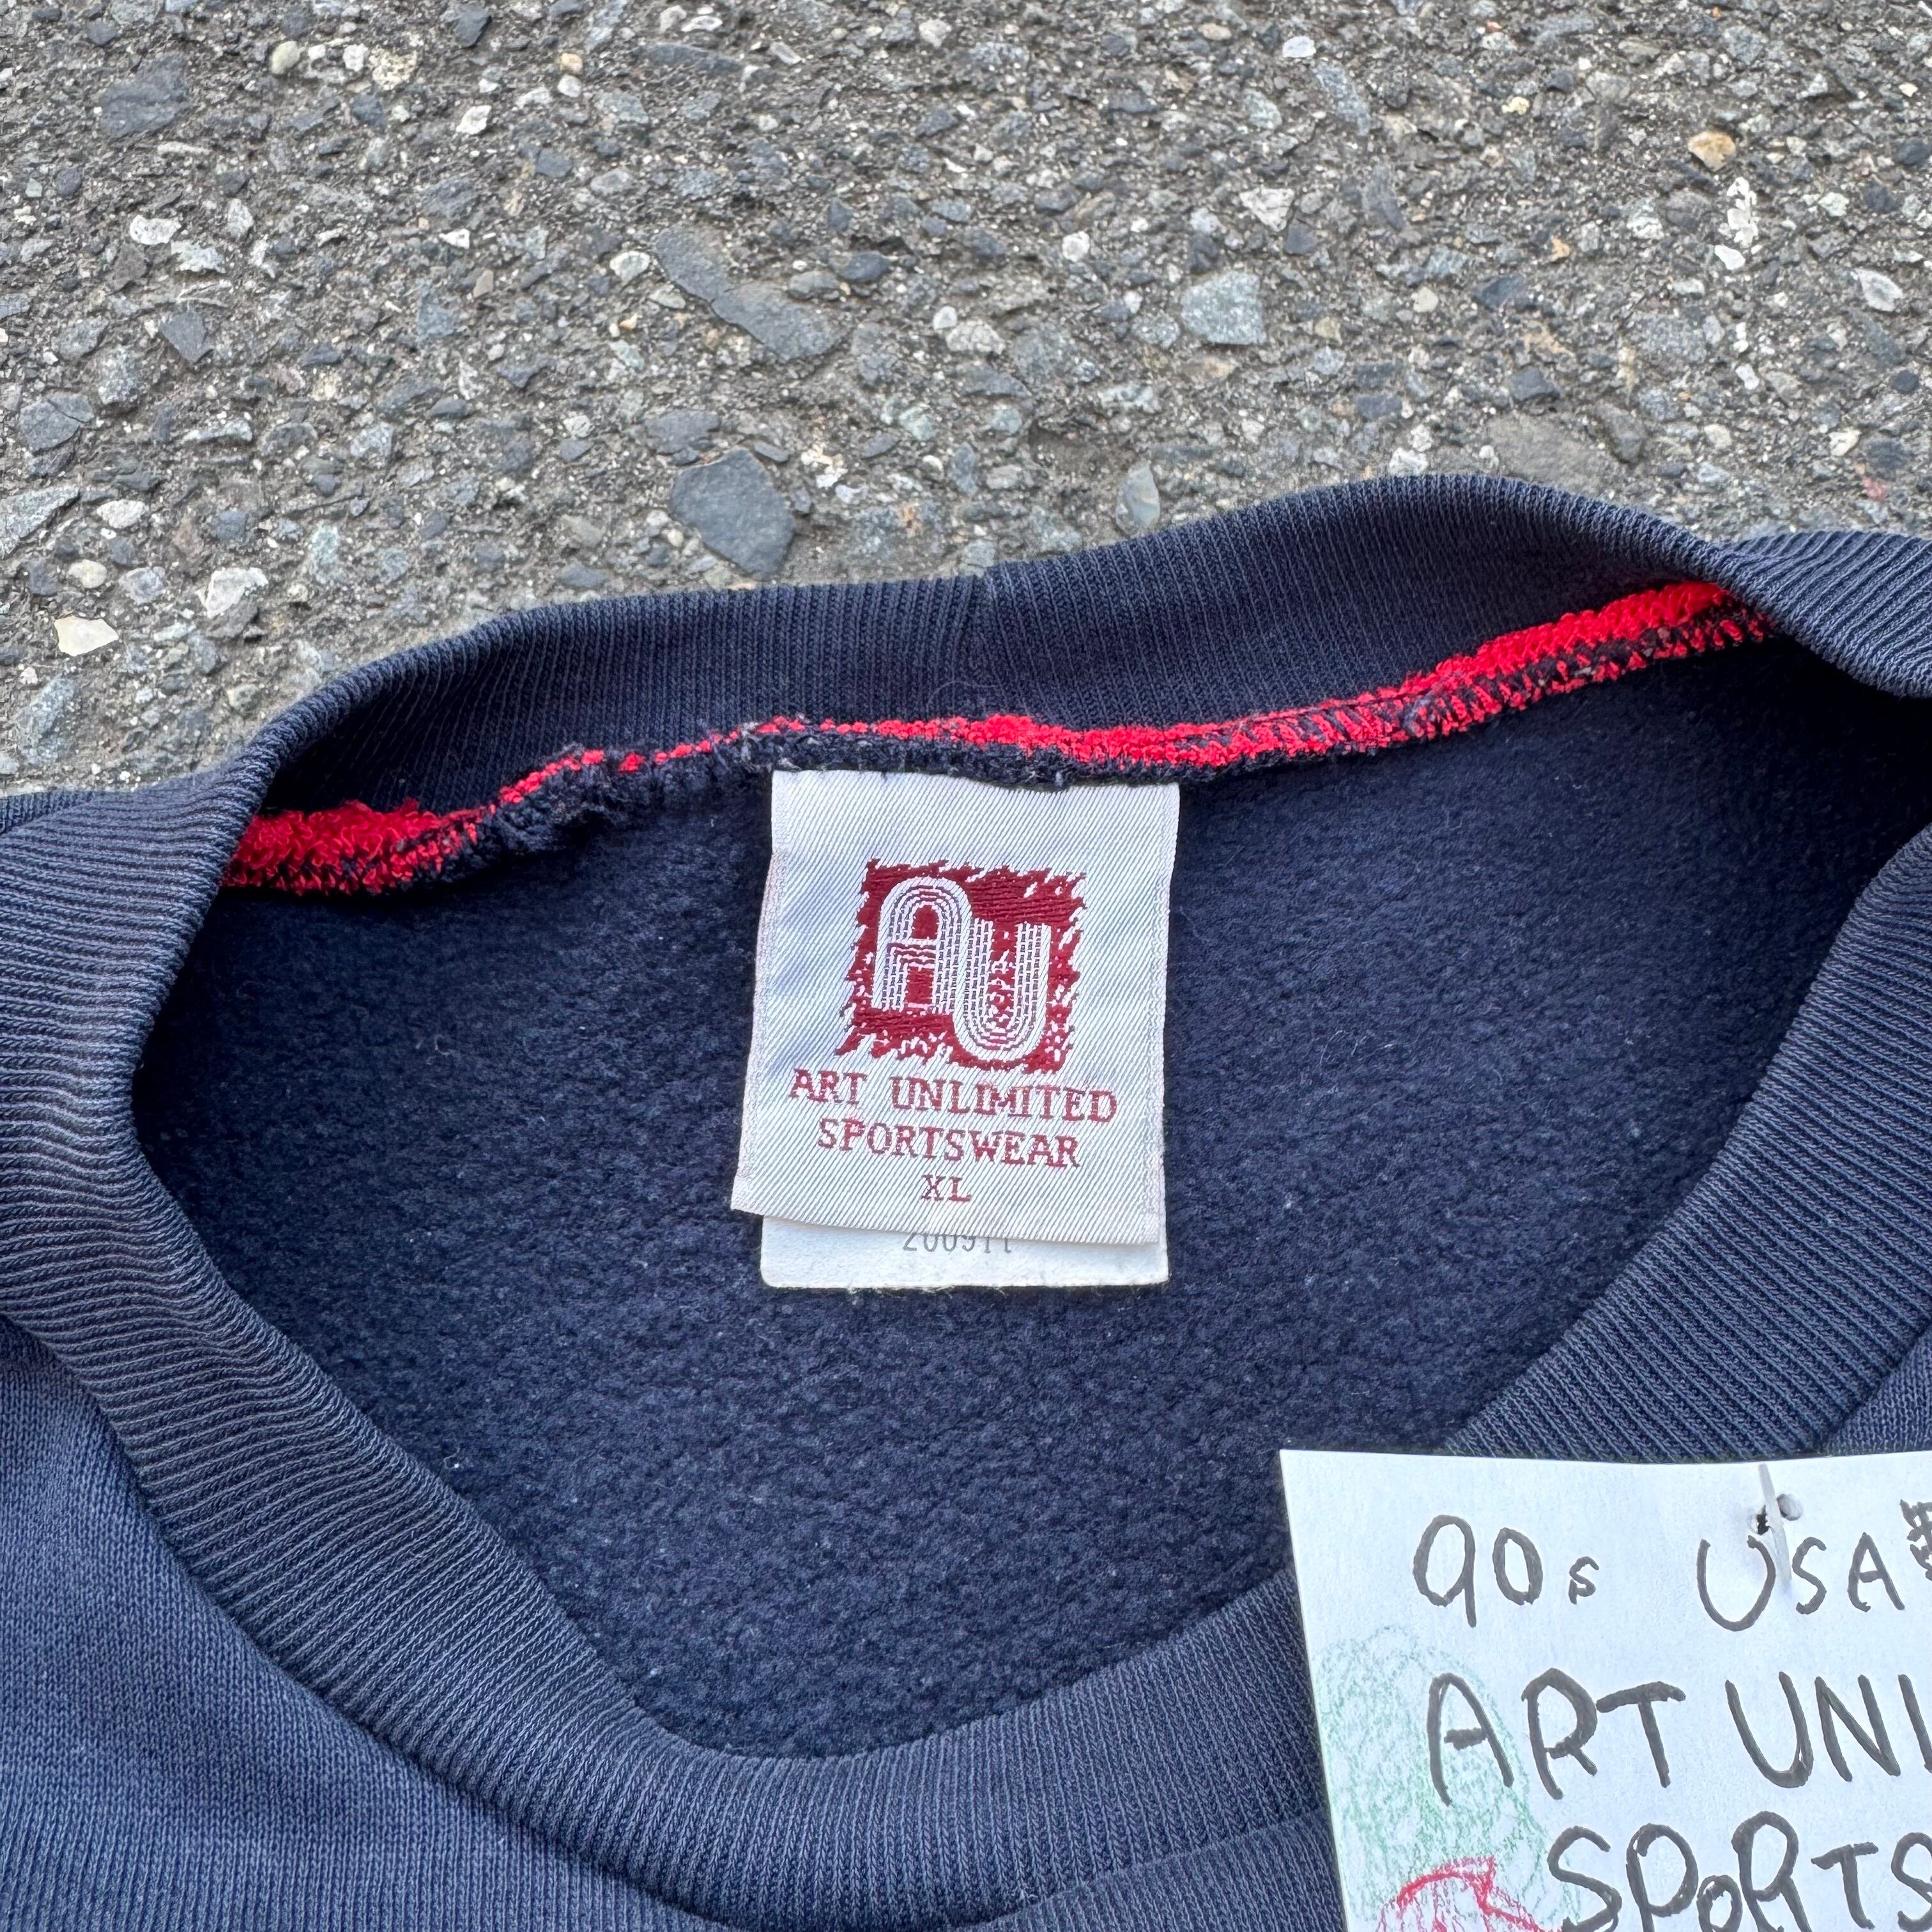 AU
ART UNLIMITED
SPORTSWEAR
XL
90s USA
ART UNI
SPORTS